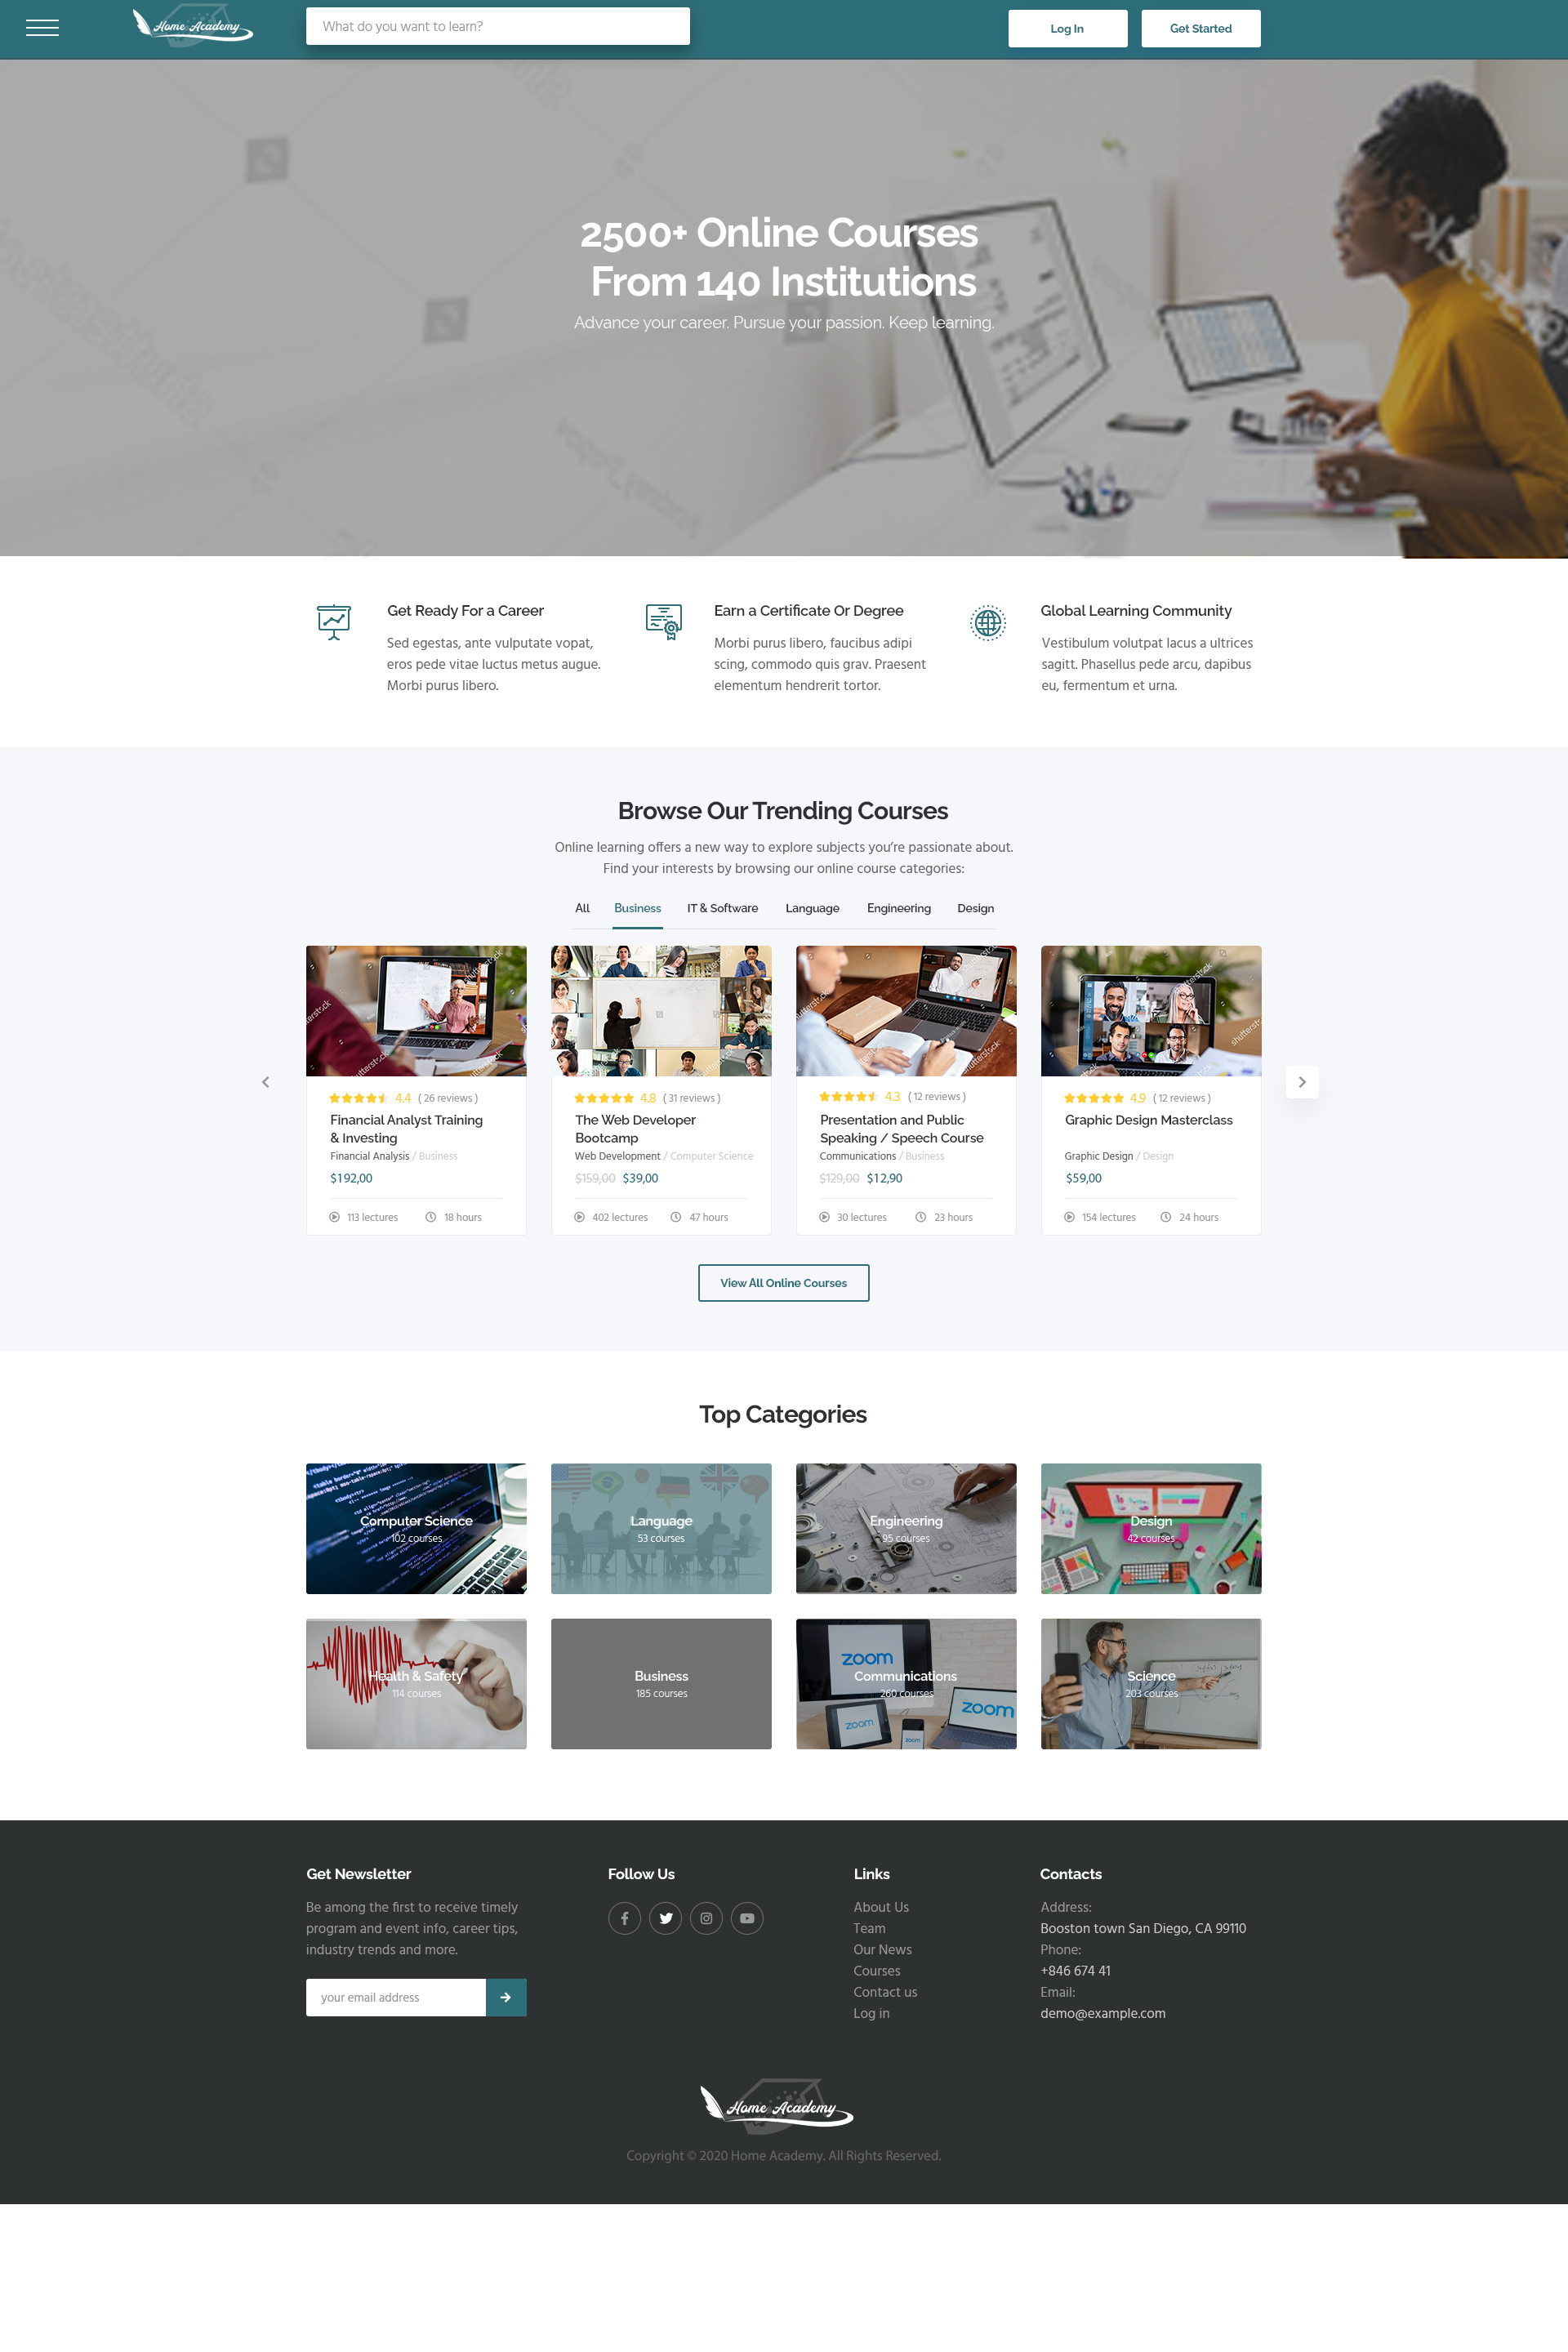 Home Academy
What do you want to learn?
Log In
Get Started
2500+ Online Courses
From 140 Institutions
Advance your career. Pursue your passion. Keep learning.
Get Ready For a Career
Sed egestas, ante vulputate vopat,
eros pede vitae luctus metus augue.
Morbi purus libero.
Earn a Certificate Or Degree
Morbi purus libero, faucibus adipi
scing, commodo quis grav. Praesent
elementum hendrerit tortor.
Global Learning Community
Vestibulum volutpat lacus a ultrices
sagitt. Phasellus pede arcu, dapibus
eu, fermentum et urna.
Browse Our Trending Courses
Online learning offers a new way to explore subjects you’re passionate about.
Find your interests by browsing our online course categories:
All Business IT & Software Language Engineering Design
4.4 ( 26 reviews )
Financial Analyst Training
& Investing
Financial Analysis / Business
$192,00
113 lectures 18 hours
4.8 ( 31 reviews )
The Web Developer
Bootcamp
Web Development / Computer Science
$159,00 $39,00
402 lectures 47 hours
4.3 ( 12 reviews )
Presentation and Public
Speaking / Speech Course
Communications / Business
$129,00 $12,90
30 lectures 23 hours
4.9 ( 12 reviews )
Graphic Design Masterclass
Graphic Design / Design
$59,00
154 lectures 24 hours
View All Online Courses
Top Categories
Computer Science
102 courses
Language
53 courses
Engineering
95 courses
Design
42 courses
Health & Safety
114 courses
Business
185 courses
zoom
Communications
260 courses
zoom
zoom
zoom
Science
203 courses
Get Newsletter
Be among the first to receive timely
program and event info, career tips,
industry trends and more.
your email address
Follow Us
Links
About Us
Team
Our News
Courses
Contact us
Log in
Contacts
Address:
Booston town San Diego, CA 99110
Phone:
+846 674 41
Email:
demo@example.com
Home Academy
Copyright © 2020 Home Academy. All Rights Reserved.